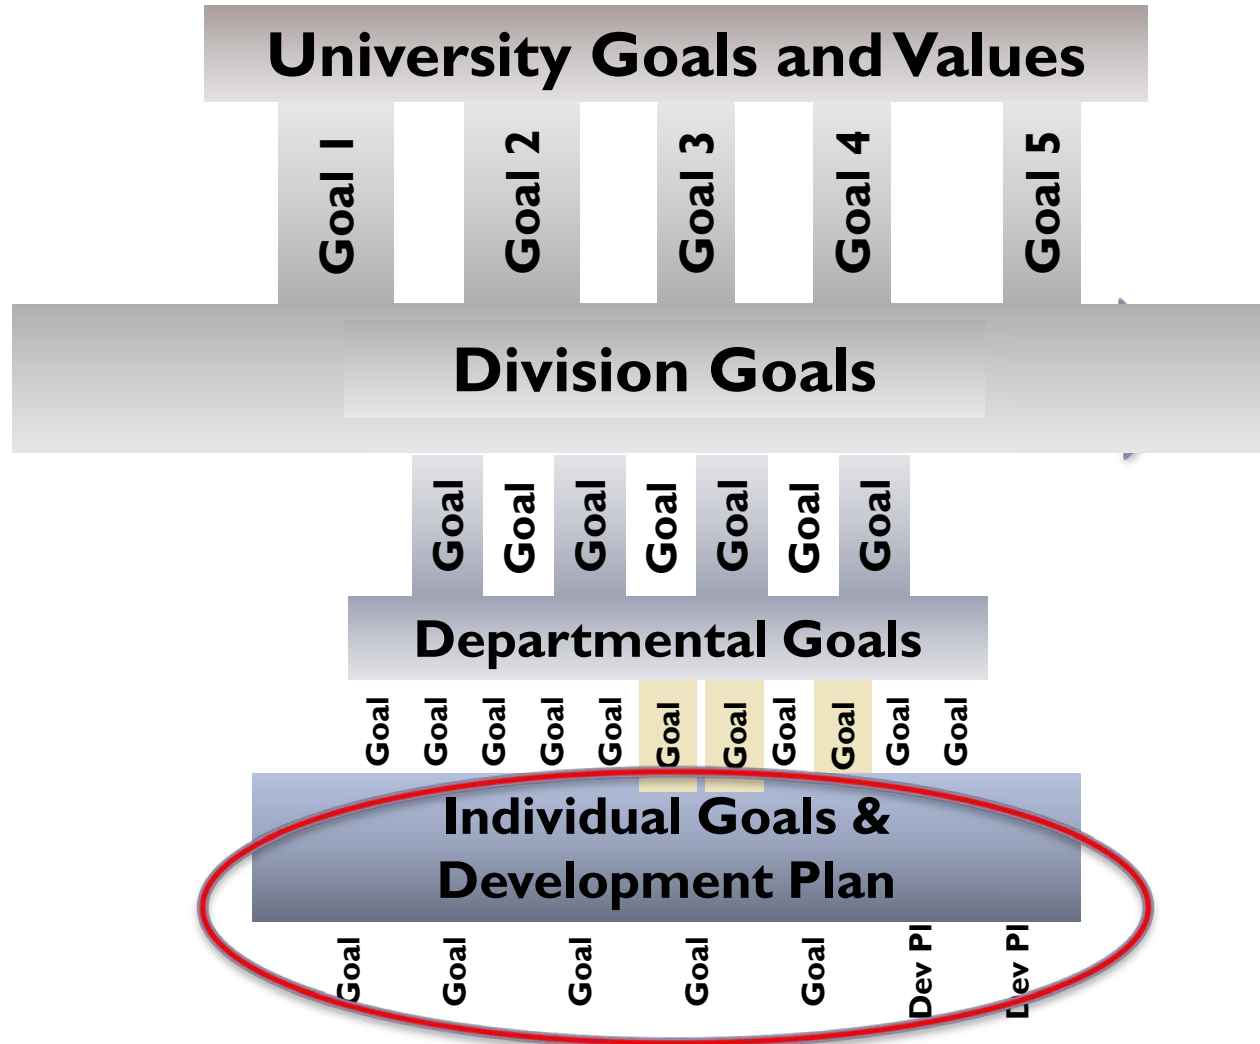 University Goals and Values
Goal 1
Goal 2
Goal 3
Goal 4
Goal 5
Division Goals
Goal
Goal
Goal
Goal
Goal
Goal
Goal
Departmental Goals
Goal
Goal
Goal
Goal
Goal
Goal
Goal
Goal
Goal
Goal
Goal
Individual Goals &
Development Plan
Goal
Goal
Goal
Goal
Goal
Dev Pl
Dev Pl